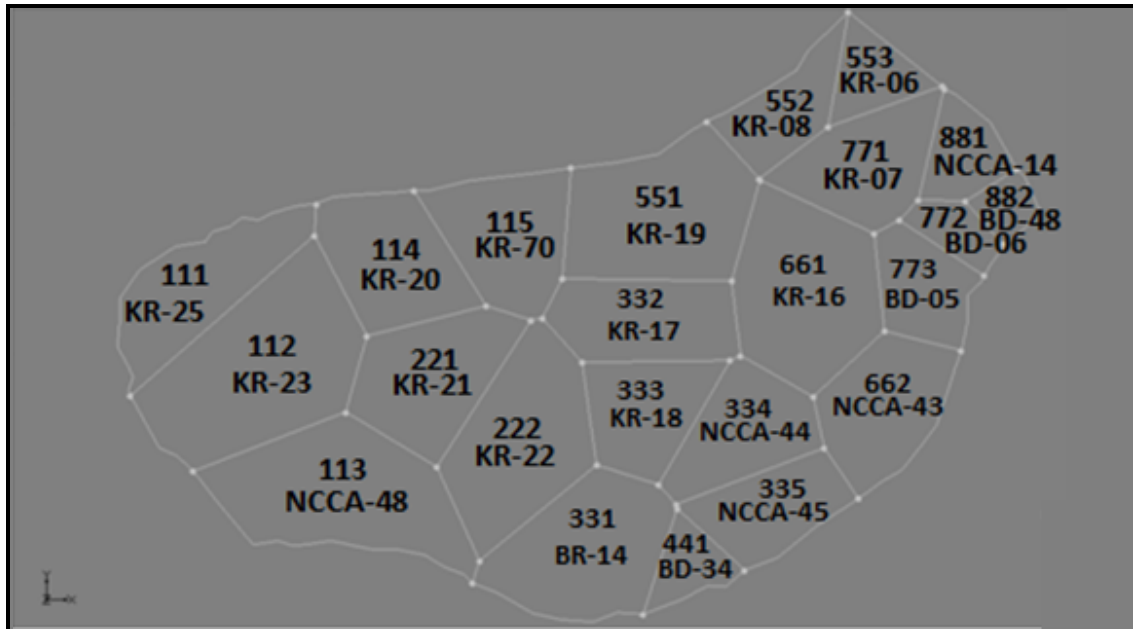 553
KR-06
552
KR-08
881
NCCA-14
771
KR-07
882
BD-48
551
KR-19
772
BD-06
115
KR-70
114
KR-20
661
KR-16
773
BD-05
111
KR-25
332
KR-17
112
KR-23
221
KR-21
333
KR-18
662
NCCA-43
334
NCCA-44
222
KR-22
113
NCCA-48
335
NCCA-45
331
BR-14
441
BD-34
Y
Z
X